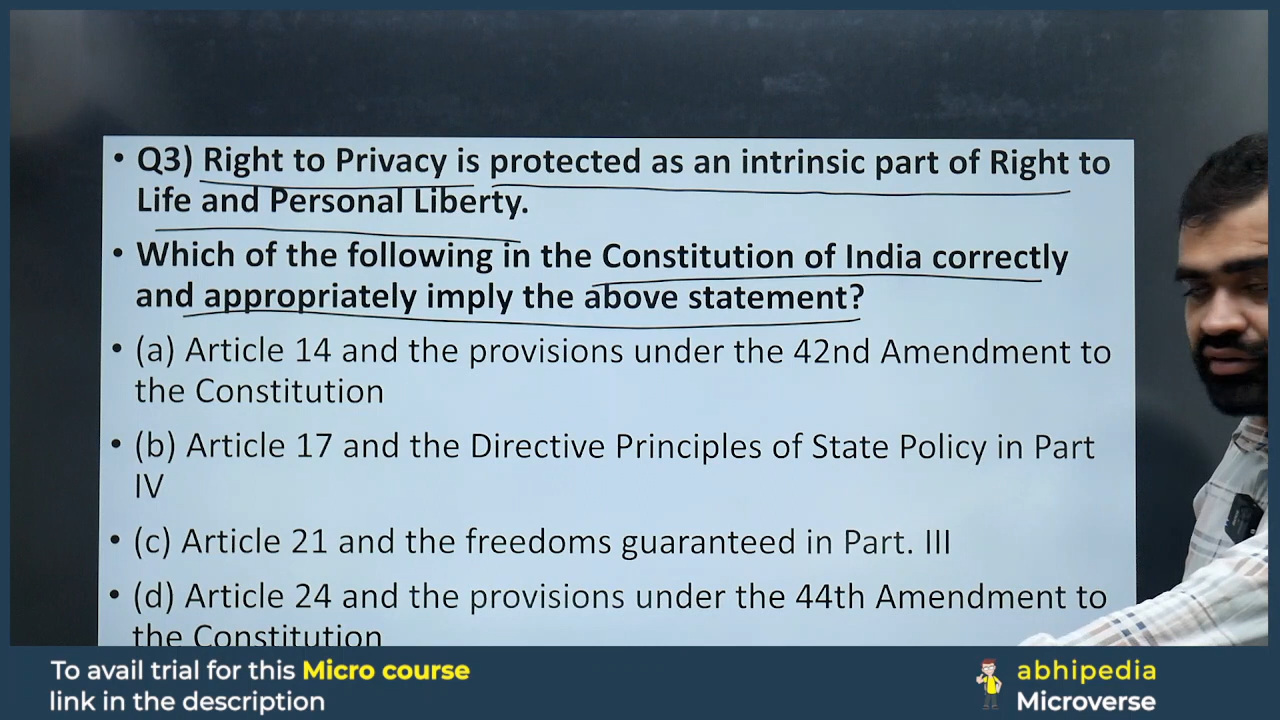 • Q3) Right to Privacy is protected as an intrinsic part of Right to
Life and Personal Liberty.
• Which of the following in the Constitution of India correctly
and appropriately imply the above statement?
• (a) Article 14 and the provisions under the 42nd Amendment to
the Constitution
• (b) Article 17 and the Directive Principles of State Policy in Part
IV
• (c) Article 21 and the freedoms guaranteed in Part. III
• (d) Article 24 and the provisions under the 44th Amendment to
the Constitution
To avail trial for this Micro course
link in the description
abhipedia
Microverse